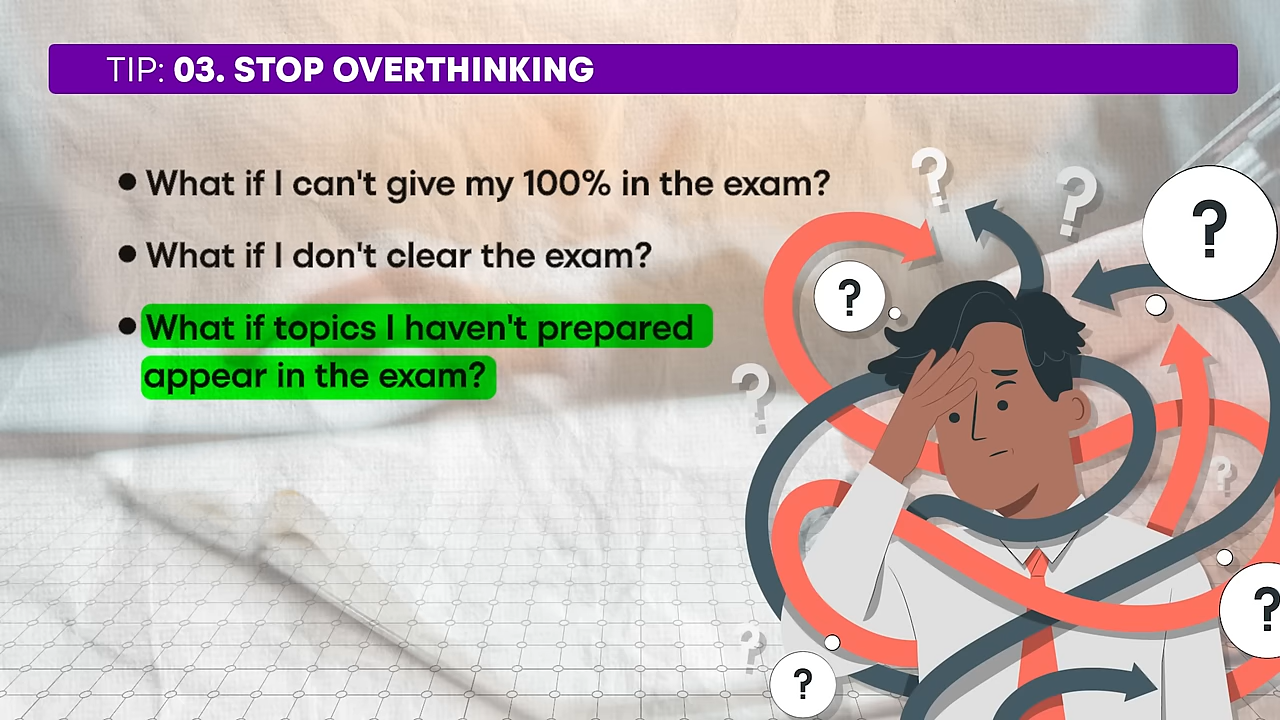 TIP: 03. STOP OVERTHINKING
• What if I can't give my 100% in the exam?
• What if I don't clear the exam?
• What if topics I haven't prepared
appear in the exam?
?
?
?
?
?
?
?
?
?